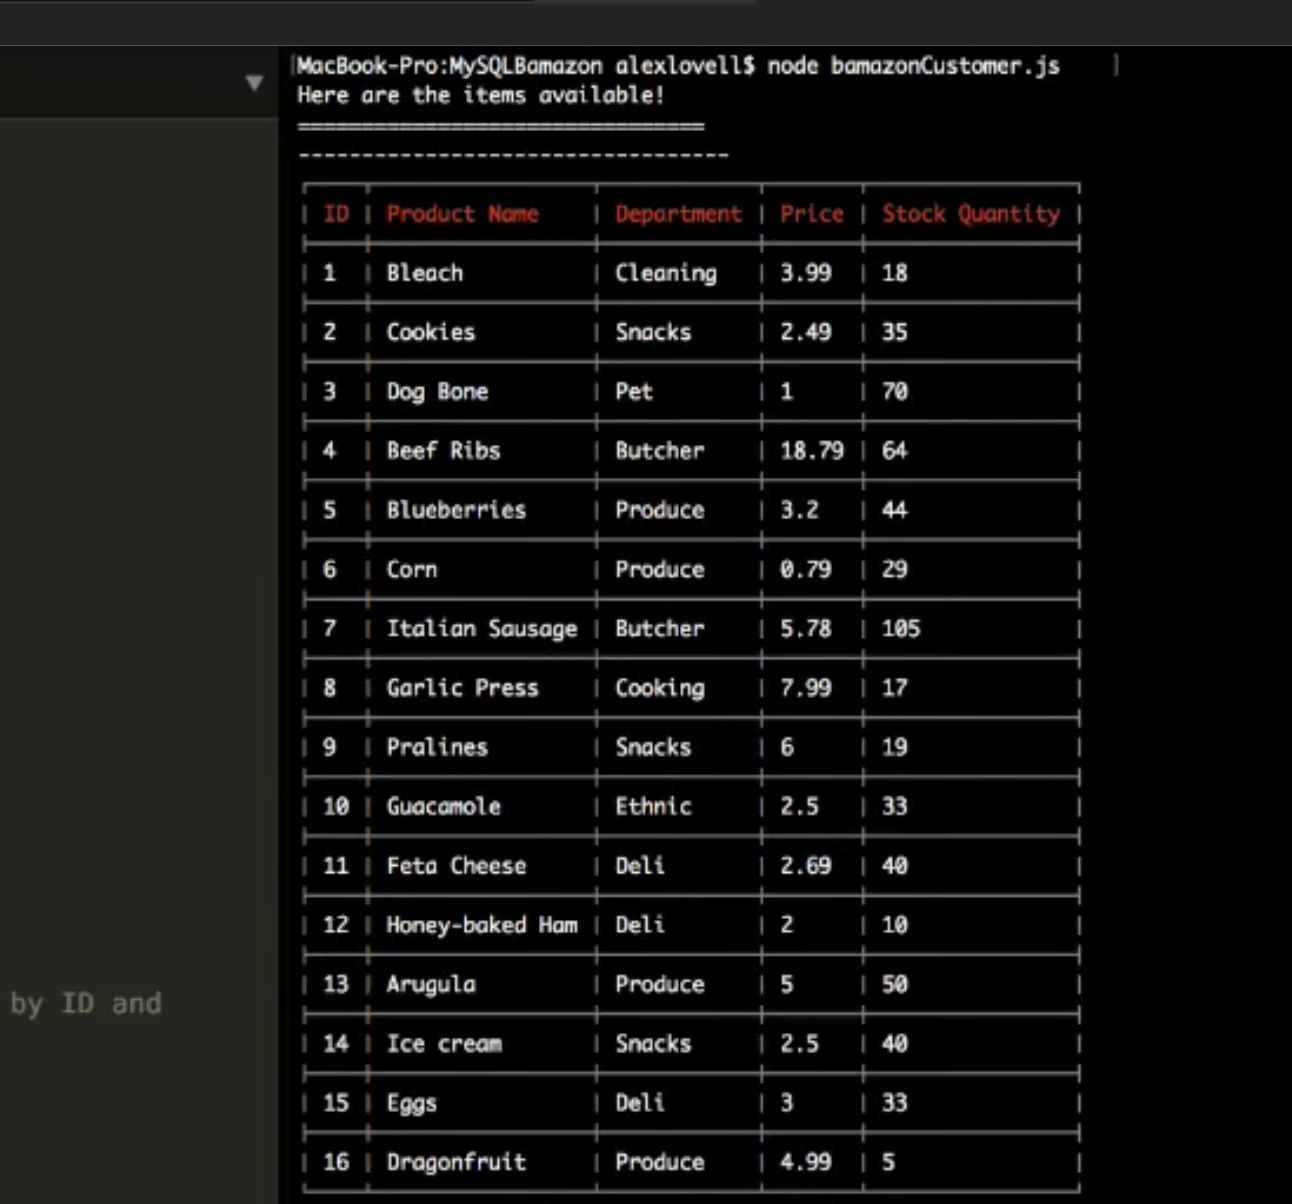 MacBook-Pro:MySQLBamazon alexlovell$ node bamazonCustomer.js
Here are the items available!
================================
----------------------------------
ID Product Name Department Price Stock Quantity
1 Bleach Cleaning 3.99 18
2 Cookies Snacks 2.49 35
3 Dog Bone Pet 1 70
4 Beef Ribs Butcher 18.79 64
5 Blueberries Produce 3.2 44
6 Corn Produce 0.79 29
7 Italian Sausage Butcher 5.78 105
8 Garlic Press Cooking 7.99 17
9 Pralines Snacks 6 19
10 Guacamole Ethnic 2.5 33
11 Feta Cheese Deli 2.69 40
12 Honey-baked Ham Deli 2 10
13 Arugula Produce 5 50
by ID and
14 Ice cream Snacks 2.5 40
15 Eggs Deli 3 33
16 Dragonfruit Produce 4.99 5